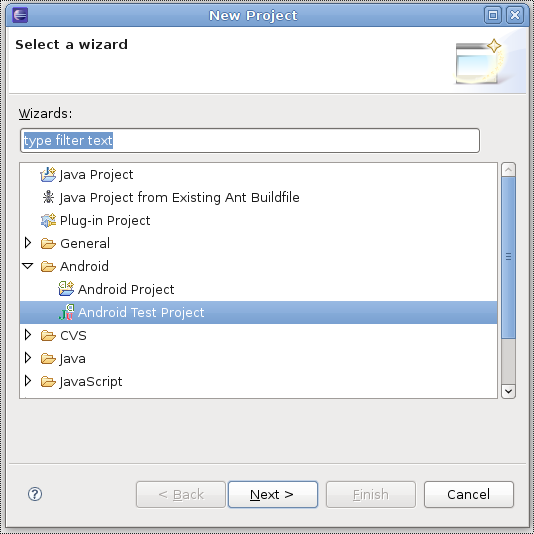 New Project
Select a wizard
Wizards:
type filter text
Java Project
Java Project from Existing Ant Buildfile
Plug-in Project
General
Android
Android Project
Android Test Project
CVS
Java
JavaScript
< Back
Next >
Finish
Cancel